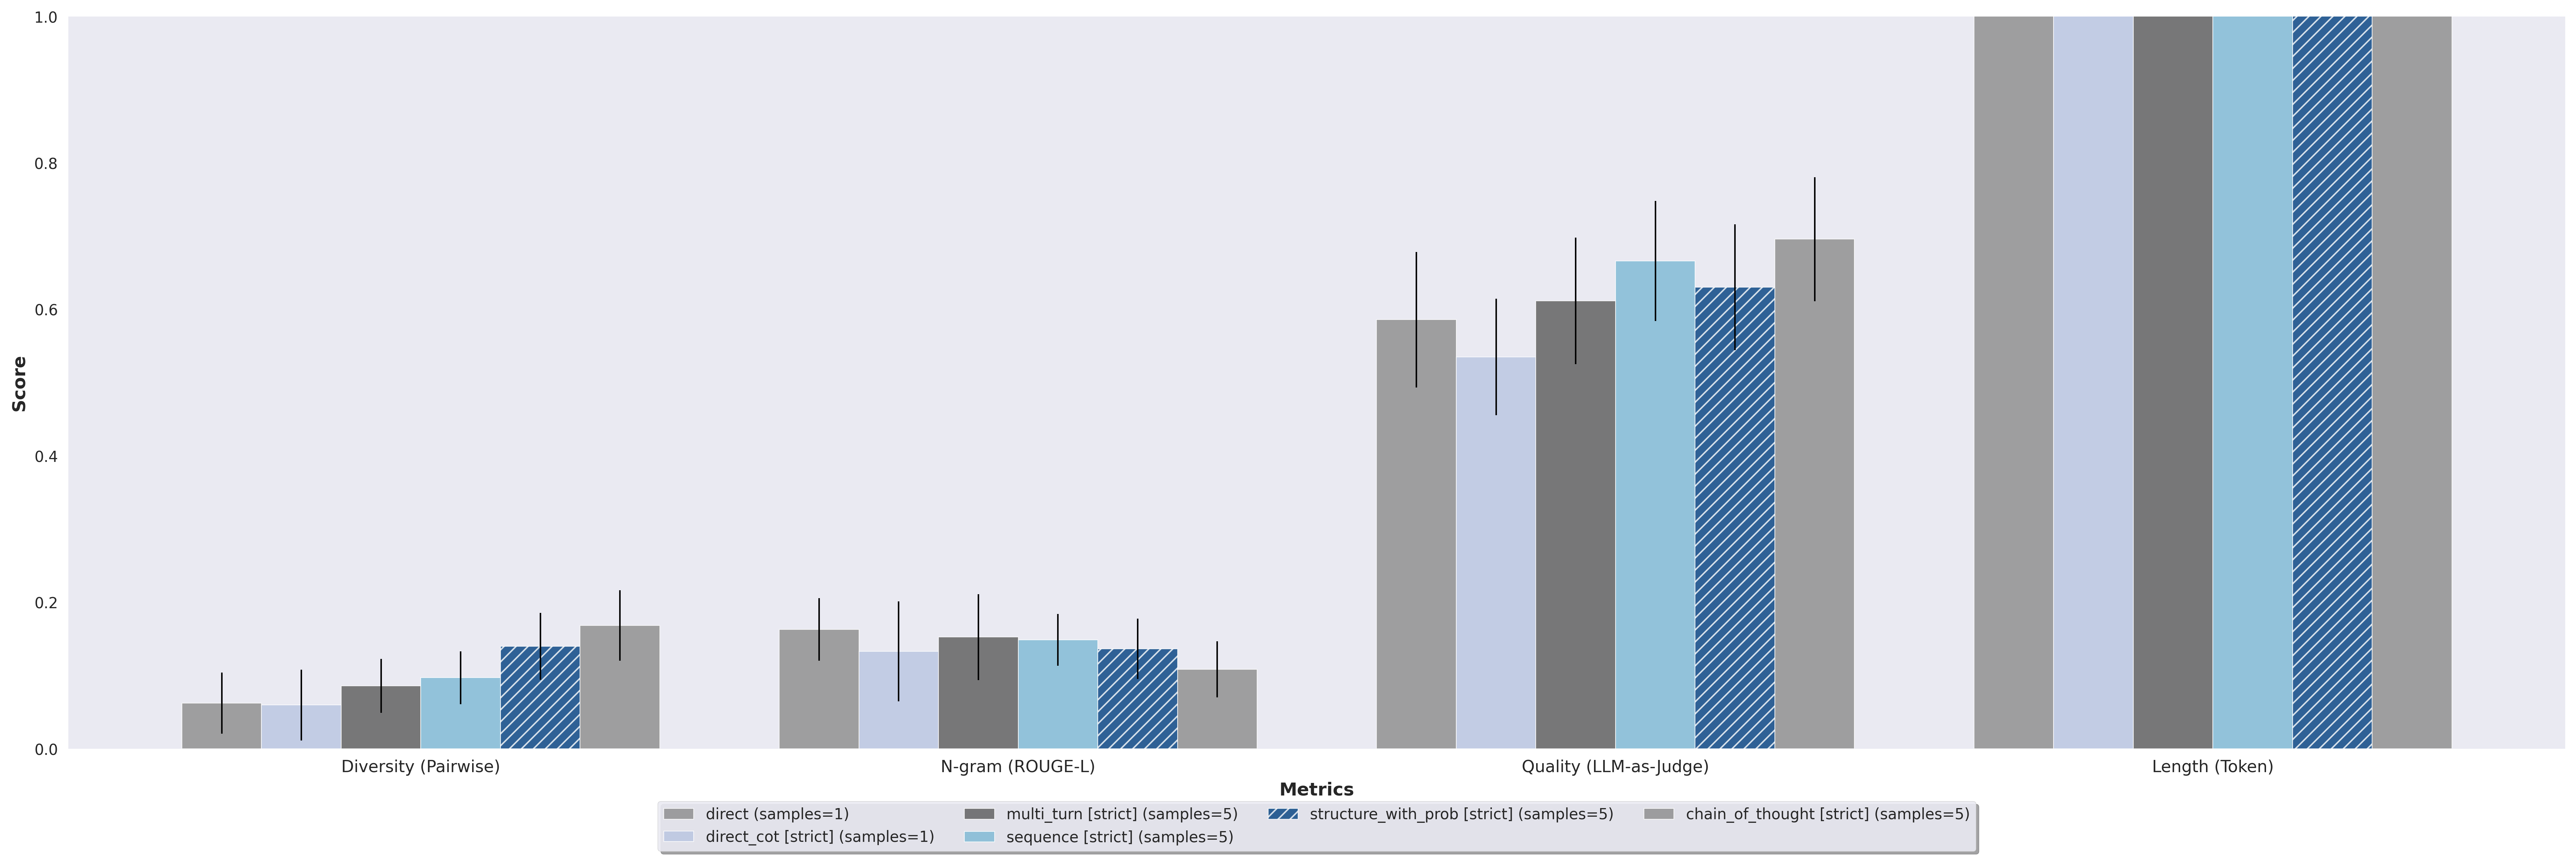 1.0
0.8
0.6
0.4
0.2
0.0
Score
Diversity (Pairwise)
N-gram (ROUGE-L)
Quality (LLM-as-Judge)
Length (Token)
Metrics
direct (samples=1)
direct_cot [strict] (samples=1)
multi_turn [strict] (samples=5)
sequence [strict] (samples=5)
structure_with_prob [strict] (samples=5)
chain_of_thought [strict] (samples=5)